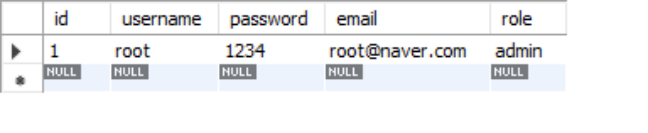 id username password email role
1 root 1234 root@naver.com admin
NULL NULL NULL NULL NULL